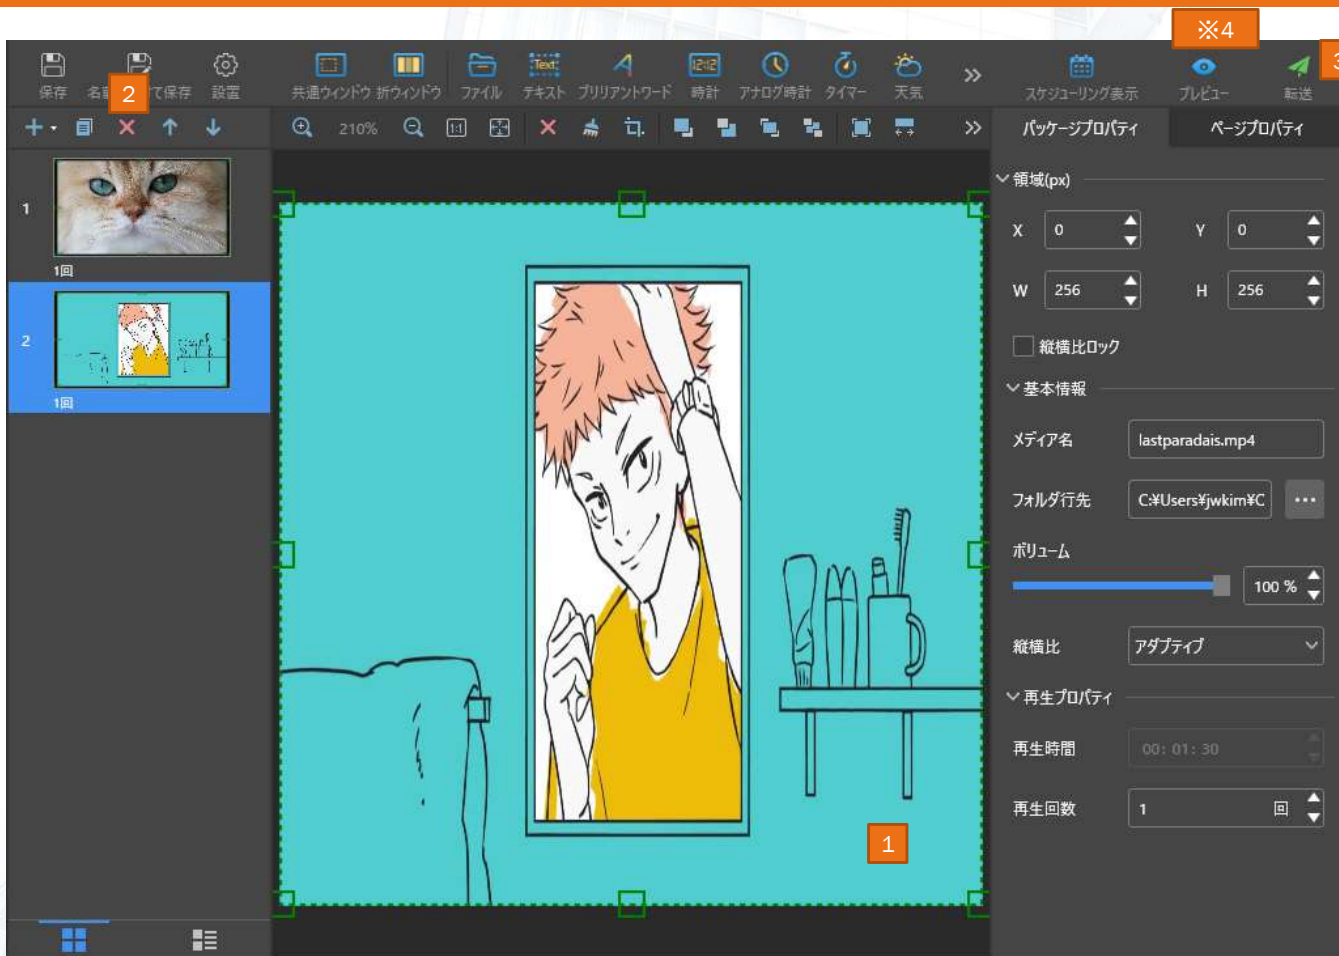 ※4
3
保存
2
て保存
設置
共通ウィンドウ
折ウィンドウ
ファイル
Text
テキスト
ブリリアントワード
12:12
時計
アナログ時計
タイマー
天気
スケジューリング表示
プレビュー
転送
210%
1:1
パッケージプロパティ
ページプロパティ
1
1回
2
1回
領域(px)
X 0
Y 0
W 256
H 256
縦横比ロック
基本情報
メディア名 lastparadais.mp4
フォルダ行先 C:¥Users¥jwkim¥C
ボリューム
100 %
縦横比 アダプティブ
再生プロパティ
再生時間 00: 01: 30
再生回数 1 回
1